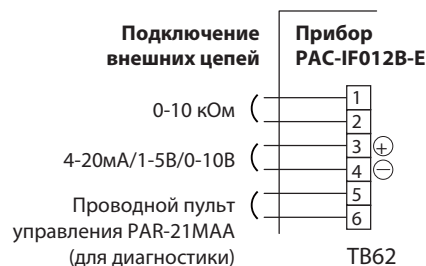 Подключение
внешних цепей
Прибор
PAC-IF012B-E
0-10 кОм
4-20мА/1-5В/0-10В
Проводной пульт
управления PAR-21MAA
(для диагностики)
1
2
3 +
4 −
5
6
TB62